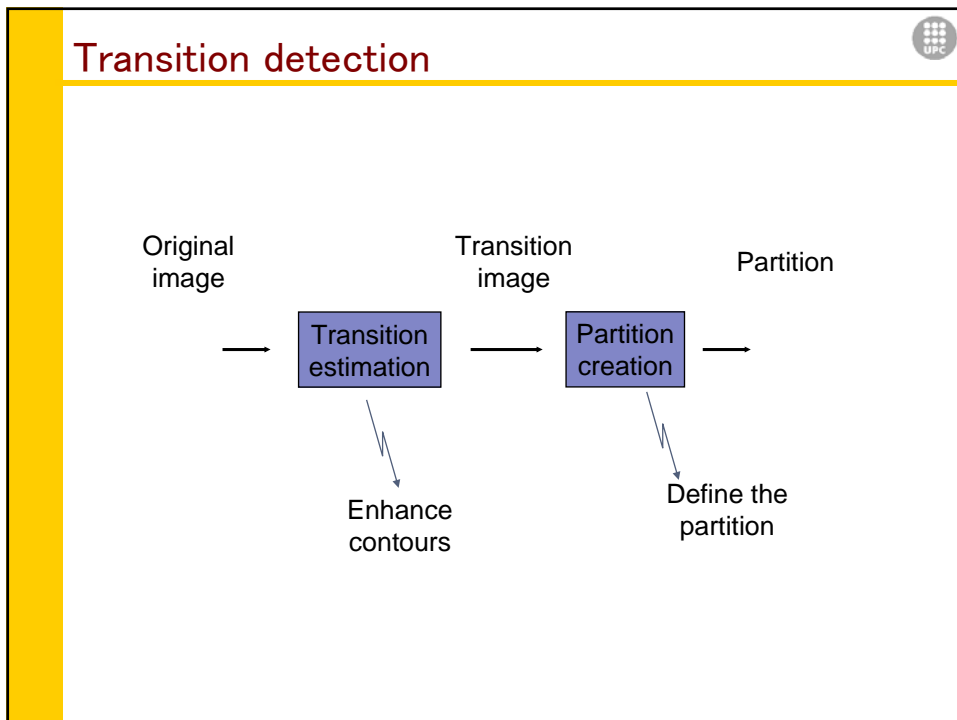 Transition detection
UPC
Original
image
Transition
image
Partition
Transition
estimation
Partition
creation
Enhance
contours
Define the
partition